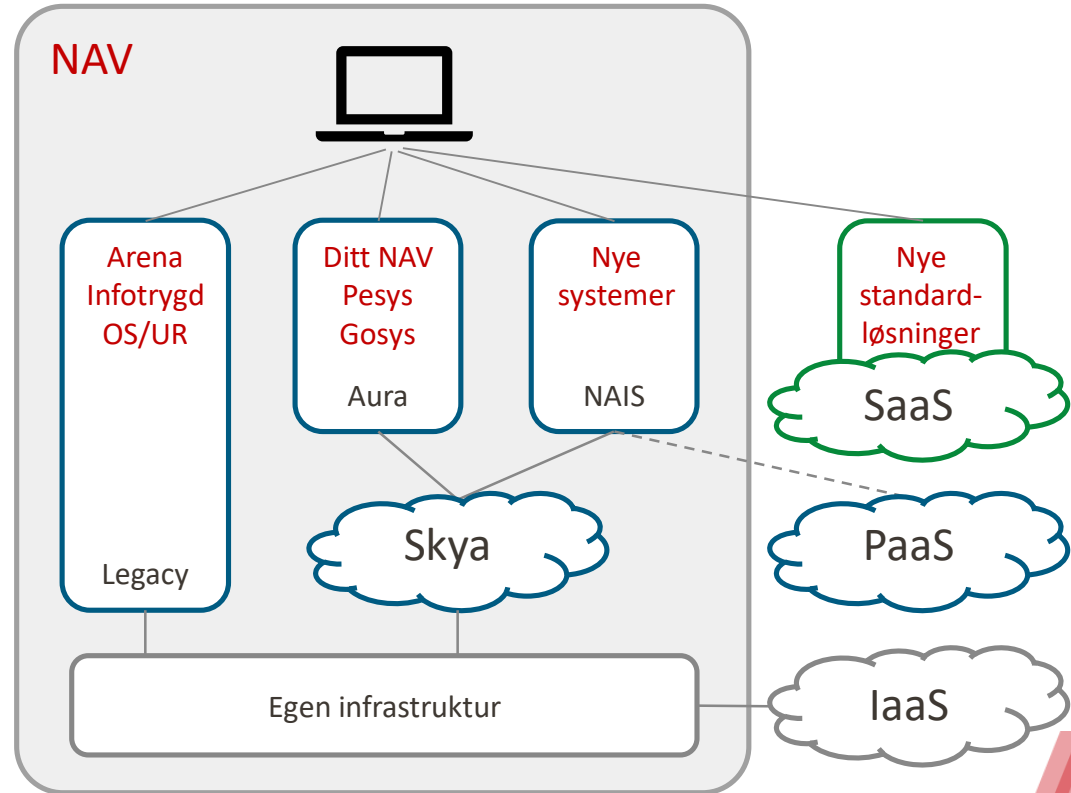 NAV
Arena
Infotrygd
OS/UR
Legacy
Ditt NAV
Pesys
Gosys
Aura
Nye
systemer
NAIS
Nye
standard-
løsninger
SaaS
Skya
PaaS
Egen infrastruktur
IaaS